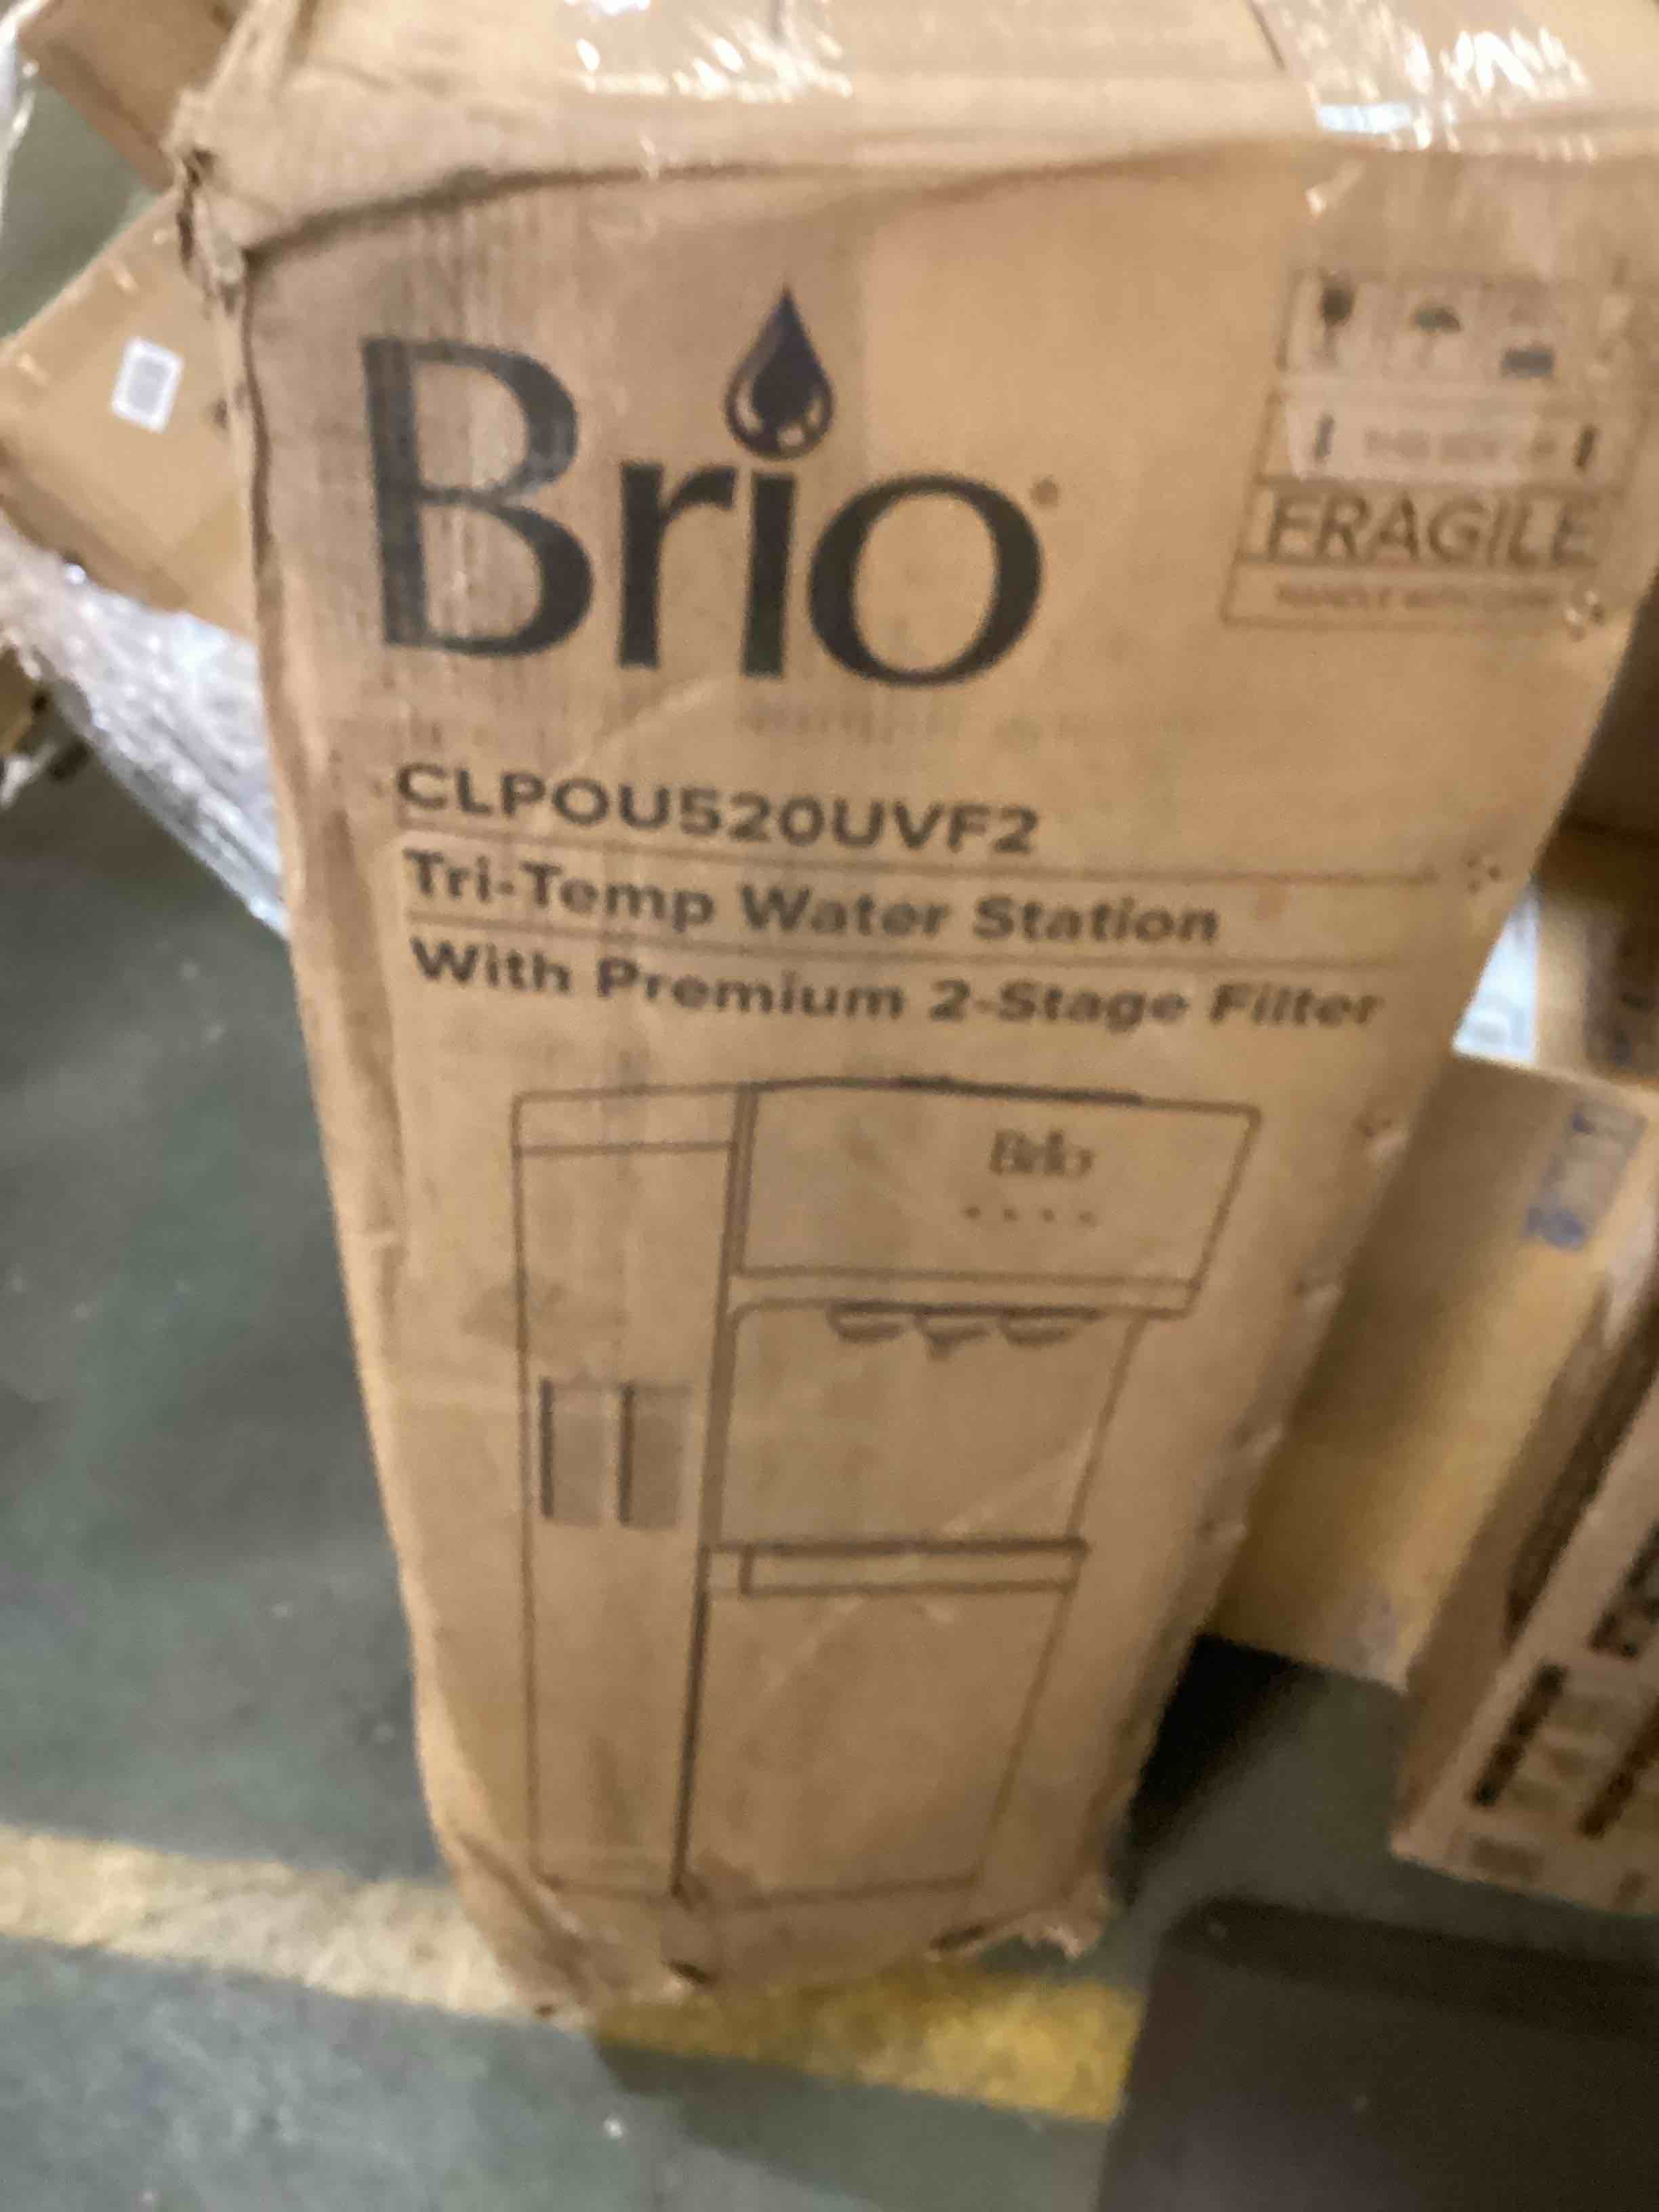 Brio
FRAGILE
CLPOU520UVF2
Tri-Temp Water Station
With Premium 2-Stage Filter
Brio